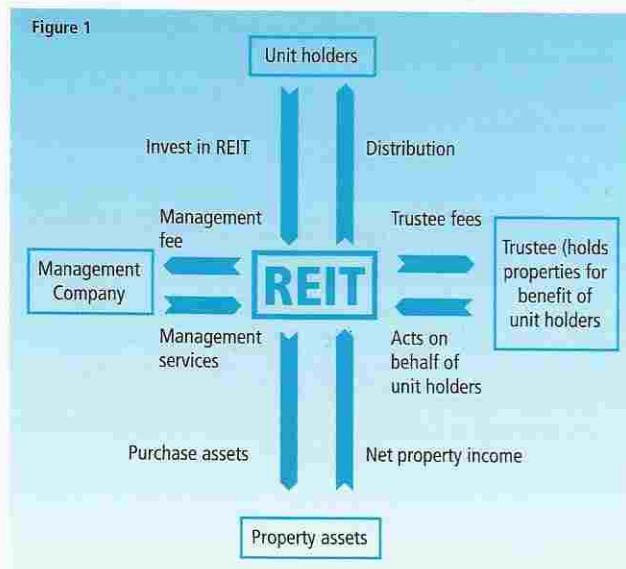 Figure 1
Unit holders
Invest in REIT
Distribution
Management
fee
Trustee fees
Management
Company
REIT
Trustee (holds
properties for
benefit of
unit holders
Management
services
Acts on
behalf of
unit holders
Purchase assets
Net property income
Property assets